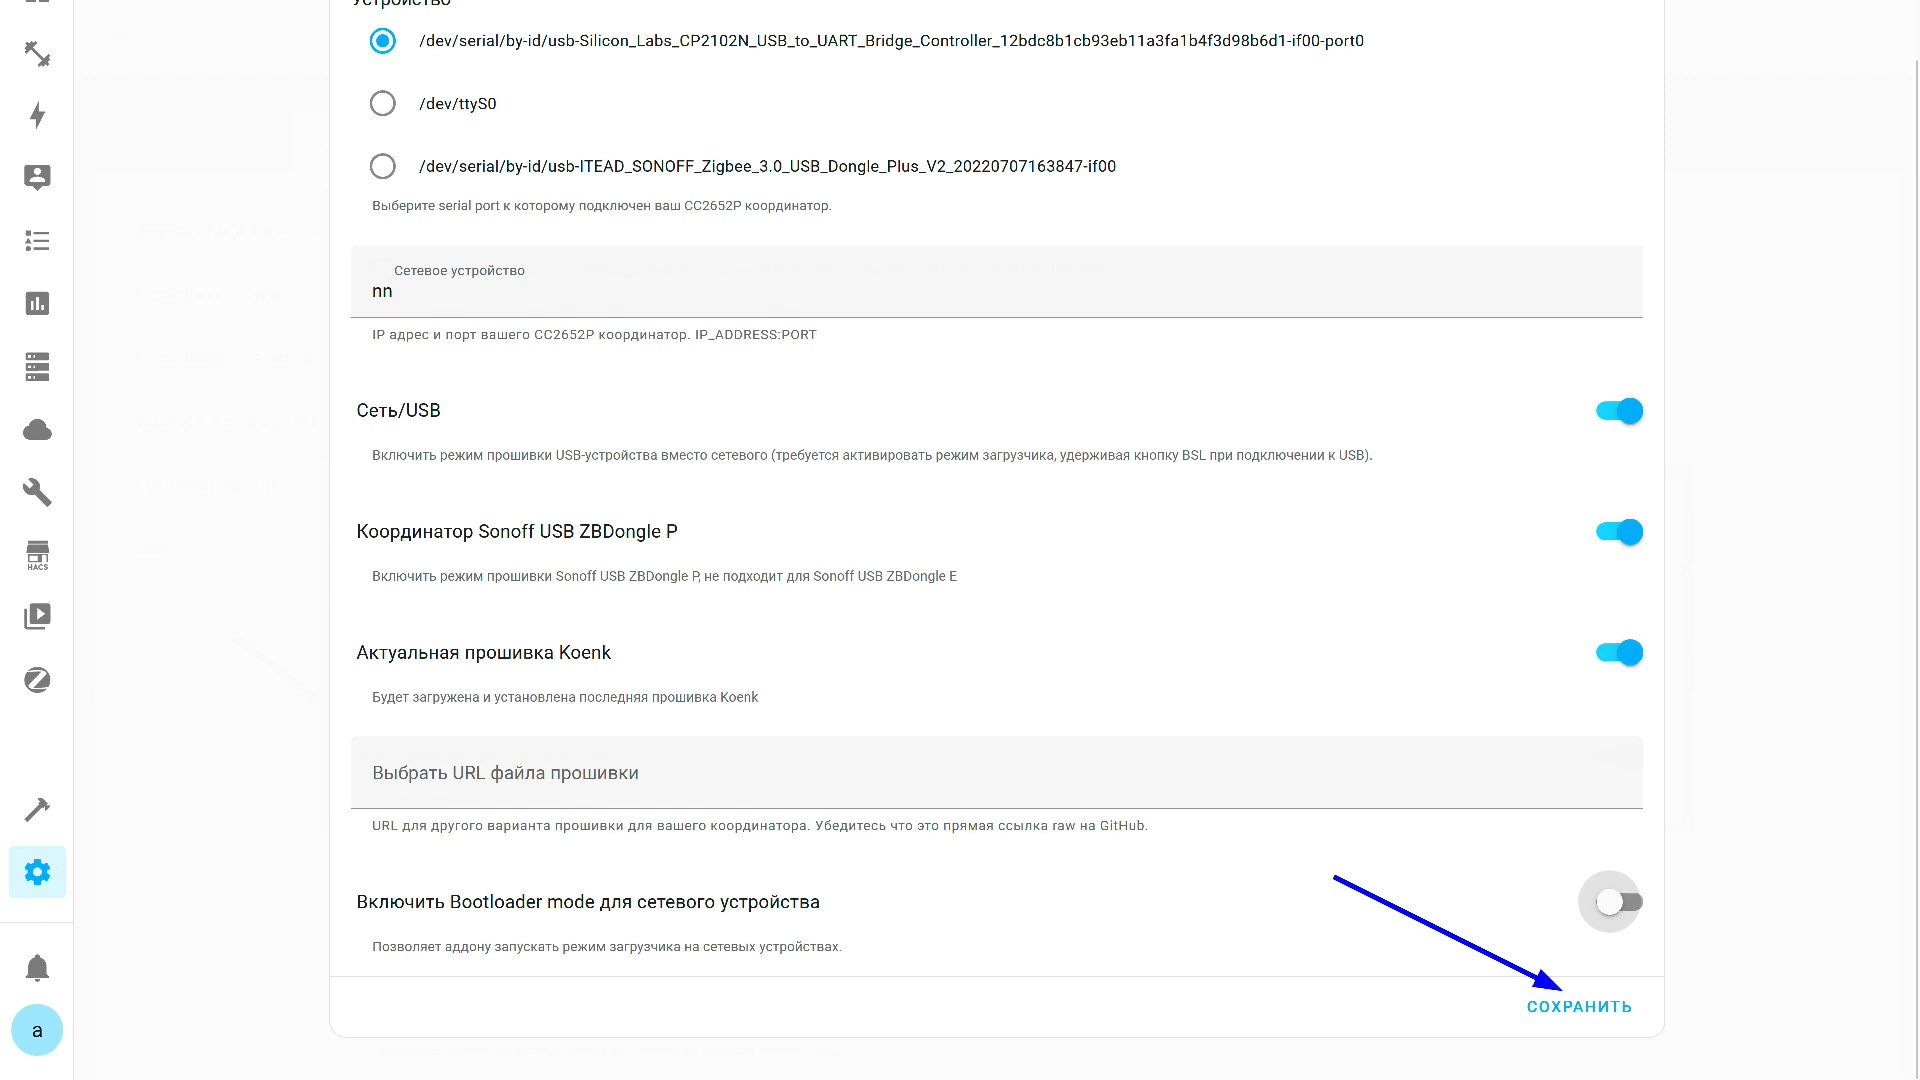 Устройство
/dev/serial/by-id/usb-Silicon_Labs_CP2102N_USB_to_UART_Bridge_Controller_12bdc8b1cb93eb11a3fa1b4f3d98b6d1-if00-port0
/dev/ttyS0
/dev/serial/by-id/usb-ITEAD_SONOFF_Zigbee_3.0_USB_Dongle_Plus_V2_20220707163847-if00
Выберите serial port к которому подключен ваш CC2652P координатор.
Сетевое устройство
nn
IP адрес и порт вашего CC2652P координатор. IP_ADDRESS:PORT
Сеть/USB
Включить режим прошивки USB-устройства вместо сетевого (требуется активировать режим загрузчика, удерживая кнопку BSL при подключении к USB).
Координатор Sonoff USB ZBDongle P
Включить режим прошивки Sonoff USB ZBDongle P, не подходит для Sonoff USB ZBDongle E
Актуальная прошивка Koenk
Будет загружена и установлена последняя прошивка Koenk
Выбрать URL файла прошивки
URL для другого варианта прошивки для вашего координатора. Убедитесь что это прямая ссылка raw на GitHub.
Включить Bootloader mode для сетевого устройства
Позволяет аддону запускать режим загрузчика на сетевых устройствах.
СОХРАНИТЬ
HACS
a